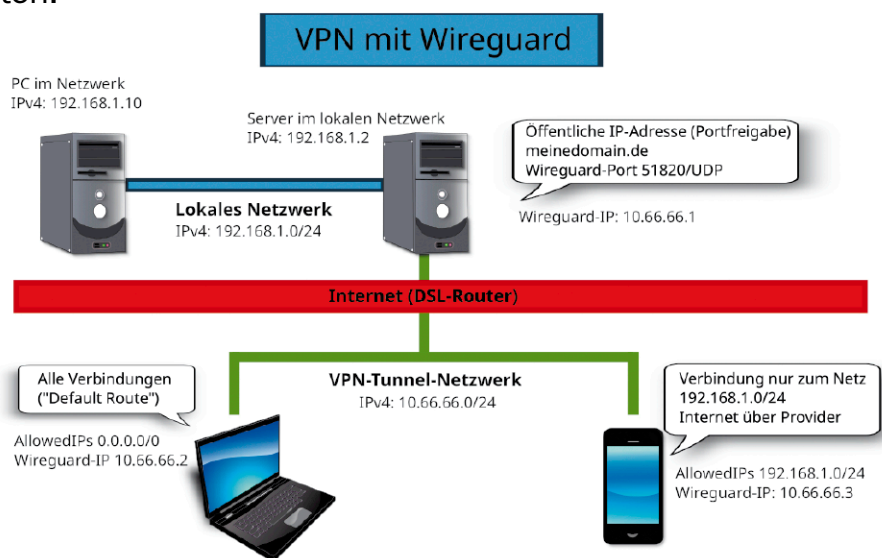 VPN mit Wireguard
PC im Netzwerk
IPv4: 192.168.1.10
Server im lokalen Netzwerk
IPv4: 192.168.1.2
Öffentliche IP-Adresse (Portfreigabe)
meinedomain.de
Wireguard-Port 51820/UDP
Wireguard-IP: 10.66.66.1
Lokales Netzwerk
IPv4: 192.168.1.0/24
Internet (DSL-Router)
Alle Verbindungen
("Default Route")
AllowedIPs 0.0.0.0/0
Wireguard-IP 10.66.66.2
VPN-Tunnel-Netzwerk
IPv4: 10.66.66.0/24
Verbindung nur zum Netz
192.168.1.0/24
Internet über Provider
AllowedIPs 192.168.1.0/24
Wireguard-IP: 10.66.66.3